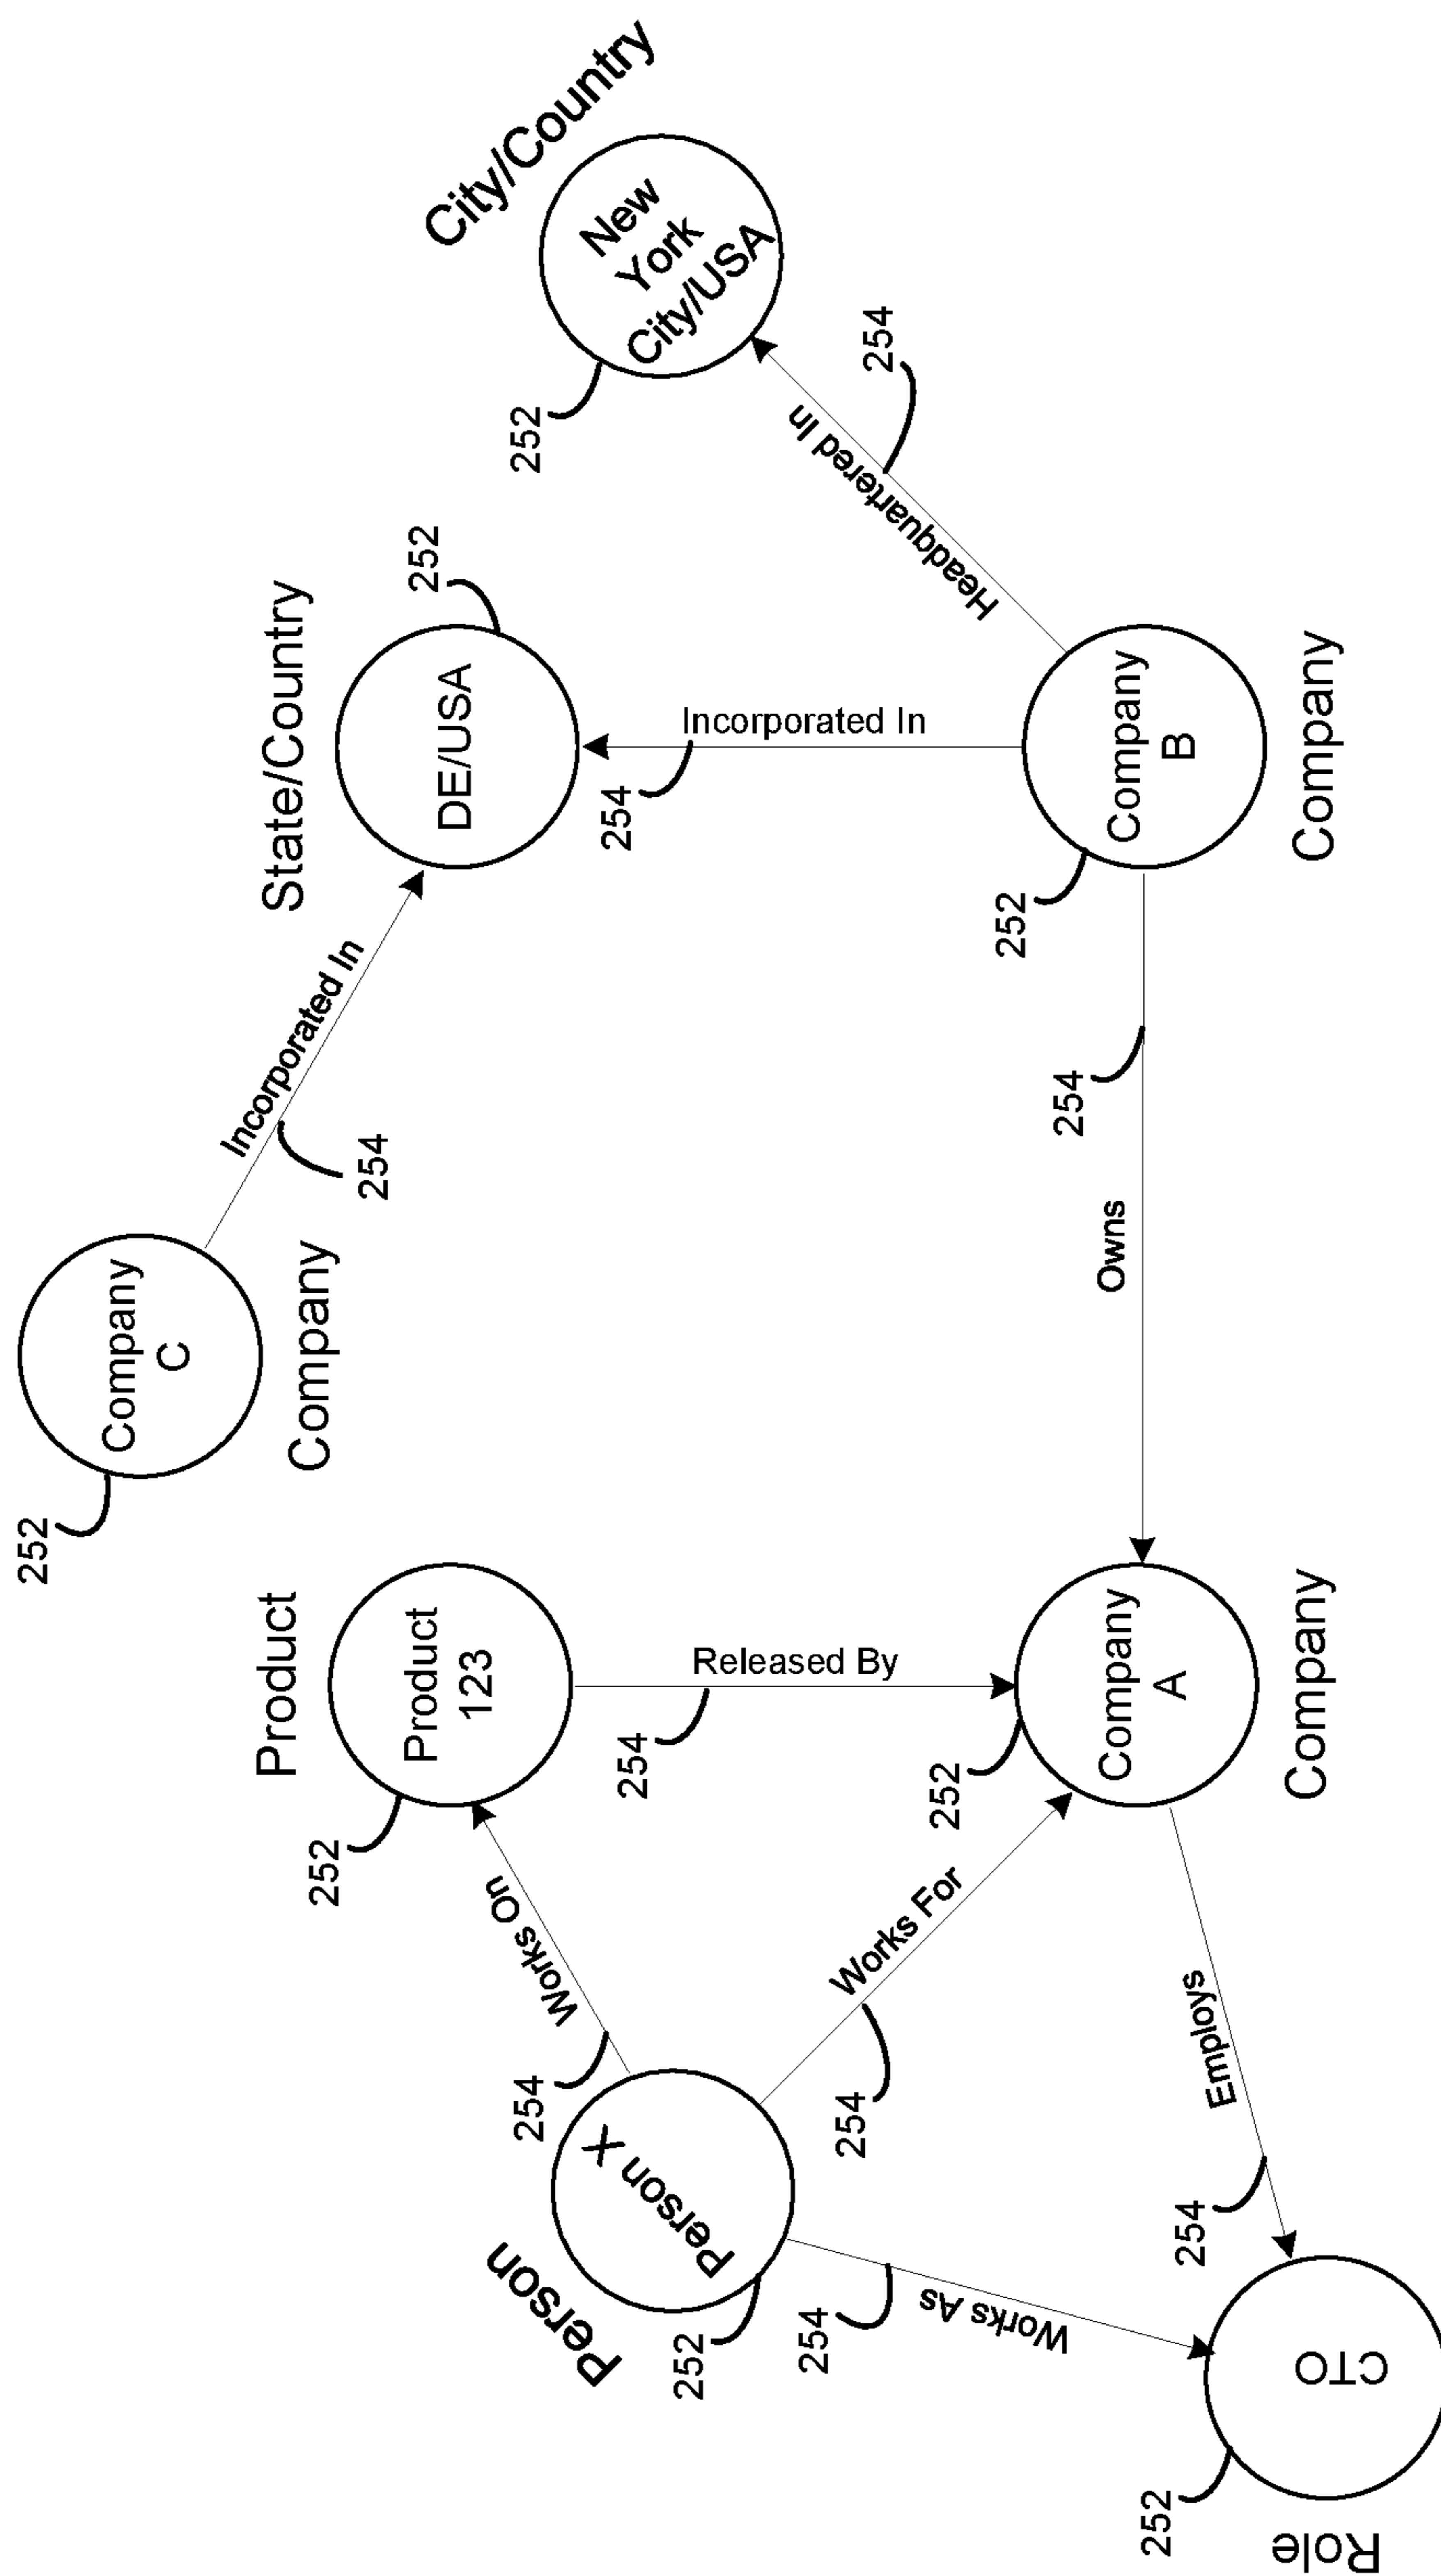 Person
Person X
252
Works On
254
Works For
254
Works As
254
Role
CTO
252
Product
Product
123
252
Released By
254
Company
A
252
Company
Employs
254
Owns
254
Company
C
252
Company
Incorporated In
254
State/Country
DE/USA
252
Incorporated In
254
Company
B
252
Company
Headquartered In
254
City/Country
New
York
City/USA
252